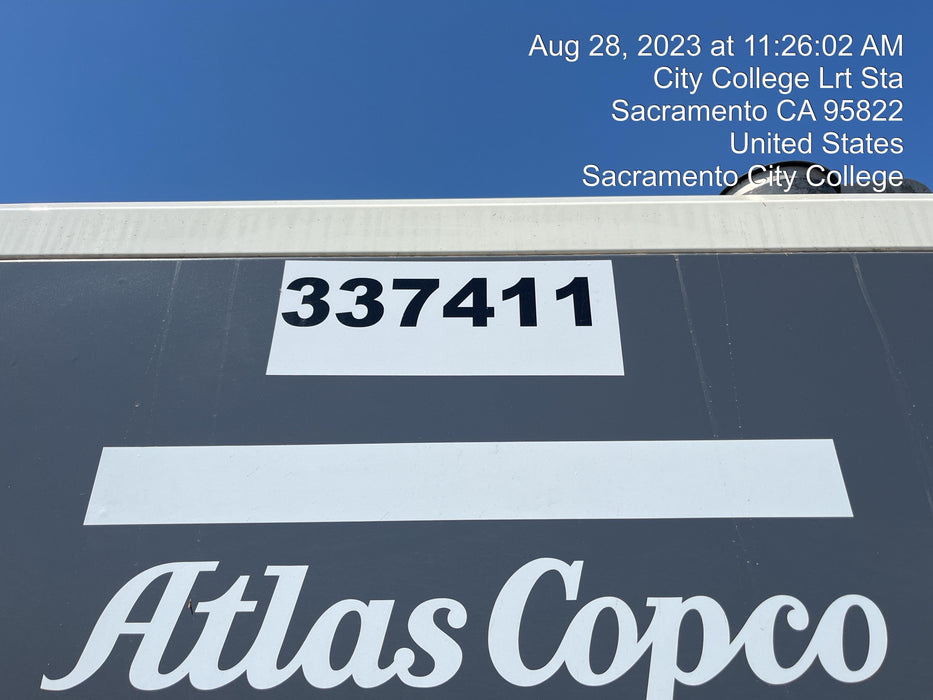 Aug 28, 2023 at 11:26:02 AM
City College Lrt Sta
Sacramento CA 95822
United States
Sacramento City College
337411
Atlas Copco